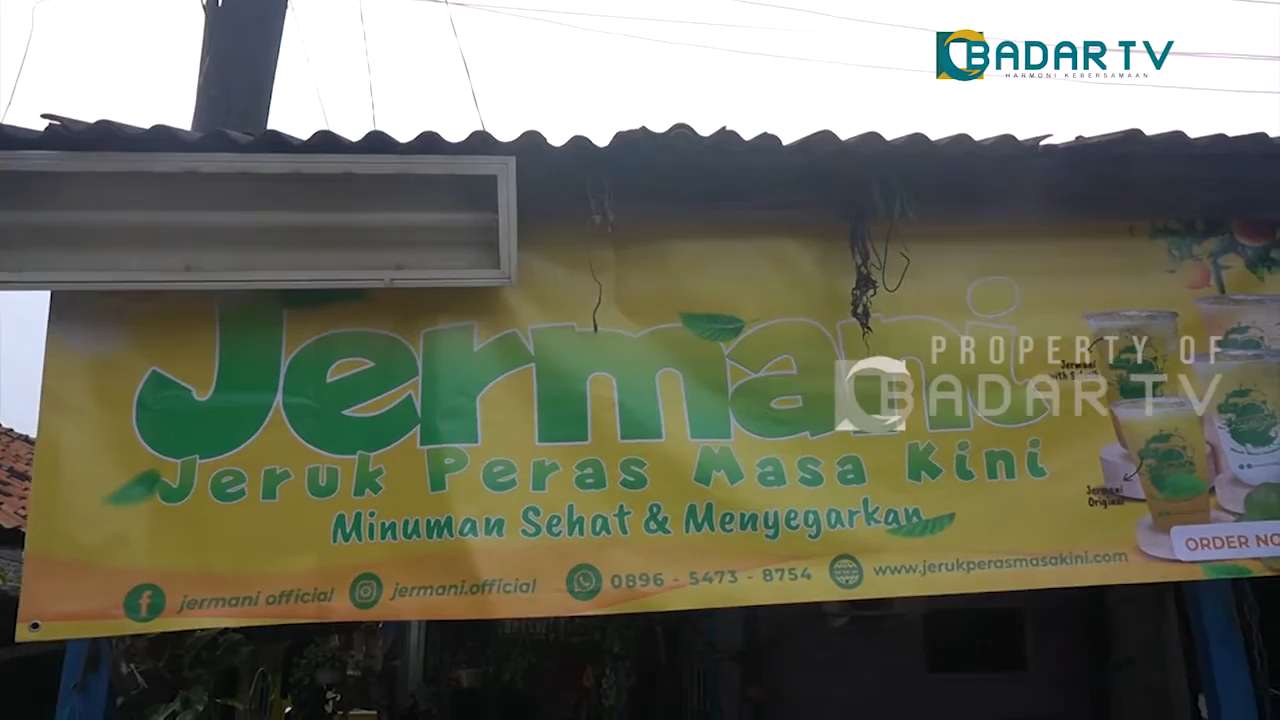 BADAR TV
HARMONI KEBERSAMAAN
Jermani
Jeruk Peras Masa Kini
Minuman Sehat & Menyegarkan
jermani official
jermani.official
0896 - 5473 - 8754
www.jerukperasmasakini.com
PROPERTY OF
BADAR TV
Jermani
Jermani
Original
ORDER NO